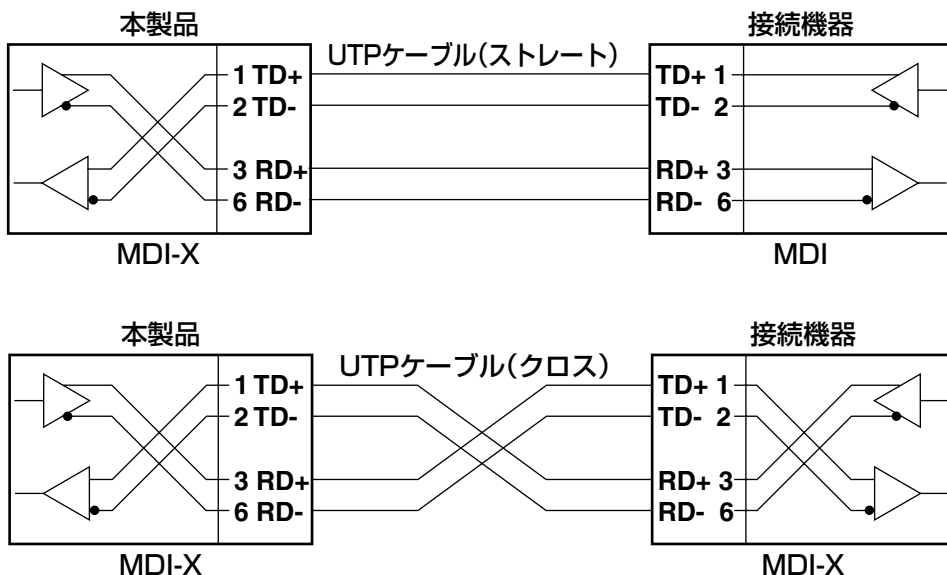 本製品
接続機器
UTPケーブル(ストレート)
1 TD+
TD+ 1
2 TD-
TD- 2
3 RD+
RD+ 3
6 RD-
RD- 6
MDI-X
MDI
本製品
接続機器
UTPケーブル(クロス)
1 TD+
TD+ 1
2 TD-
TD- 2
3 RD+
RD+ 3
6 RD-
RD- 6
MDI-X
MDI-X